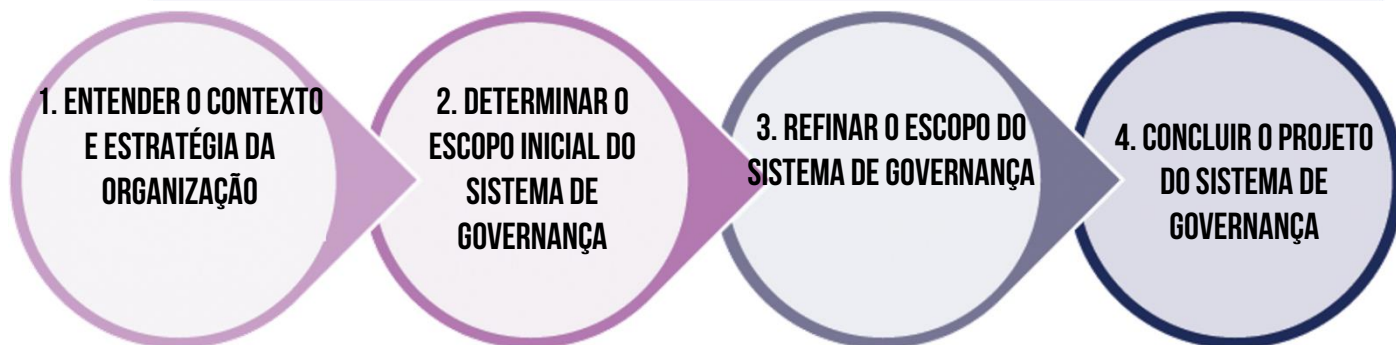 1. ENTENDER O CONTEXTO
E ESTRATÉGIA DA
ORGANIZAÇÃO
2. DETERMINAR O
ESCOPO INICIAL DO
SISTEMA DE
GOVERNANÇA
3. REFINAR O ESCOPO DO
SISTEMA DE GOVERNANÇA
4. CONCLUIR O PROJETO
DO SISTEMA DE
GOVERNANÇA